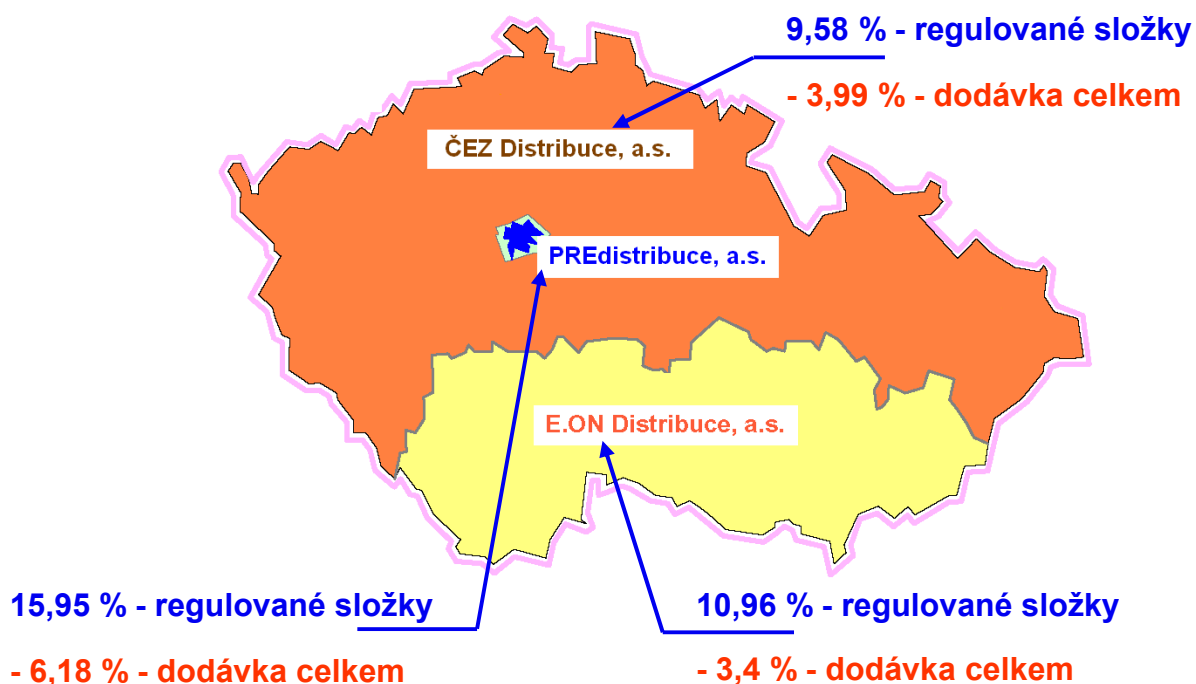 9,58 % - regulované složky
- 3,99 % - dodávka celkem
ČEZ Distribuce, a.s.
PREdistribuce, a.s.
E.ON Distribuce, a.s.
15,95 % - regulované složky
- 6,18 % - dodávka celkem
10,96 % - regulované složky
- 3,4 % - dodávka celkem